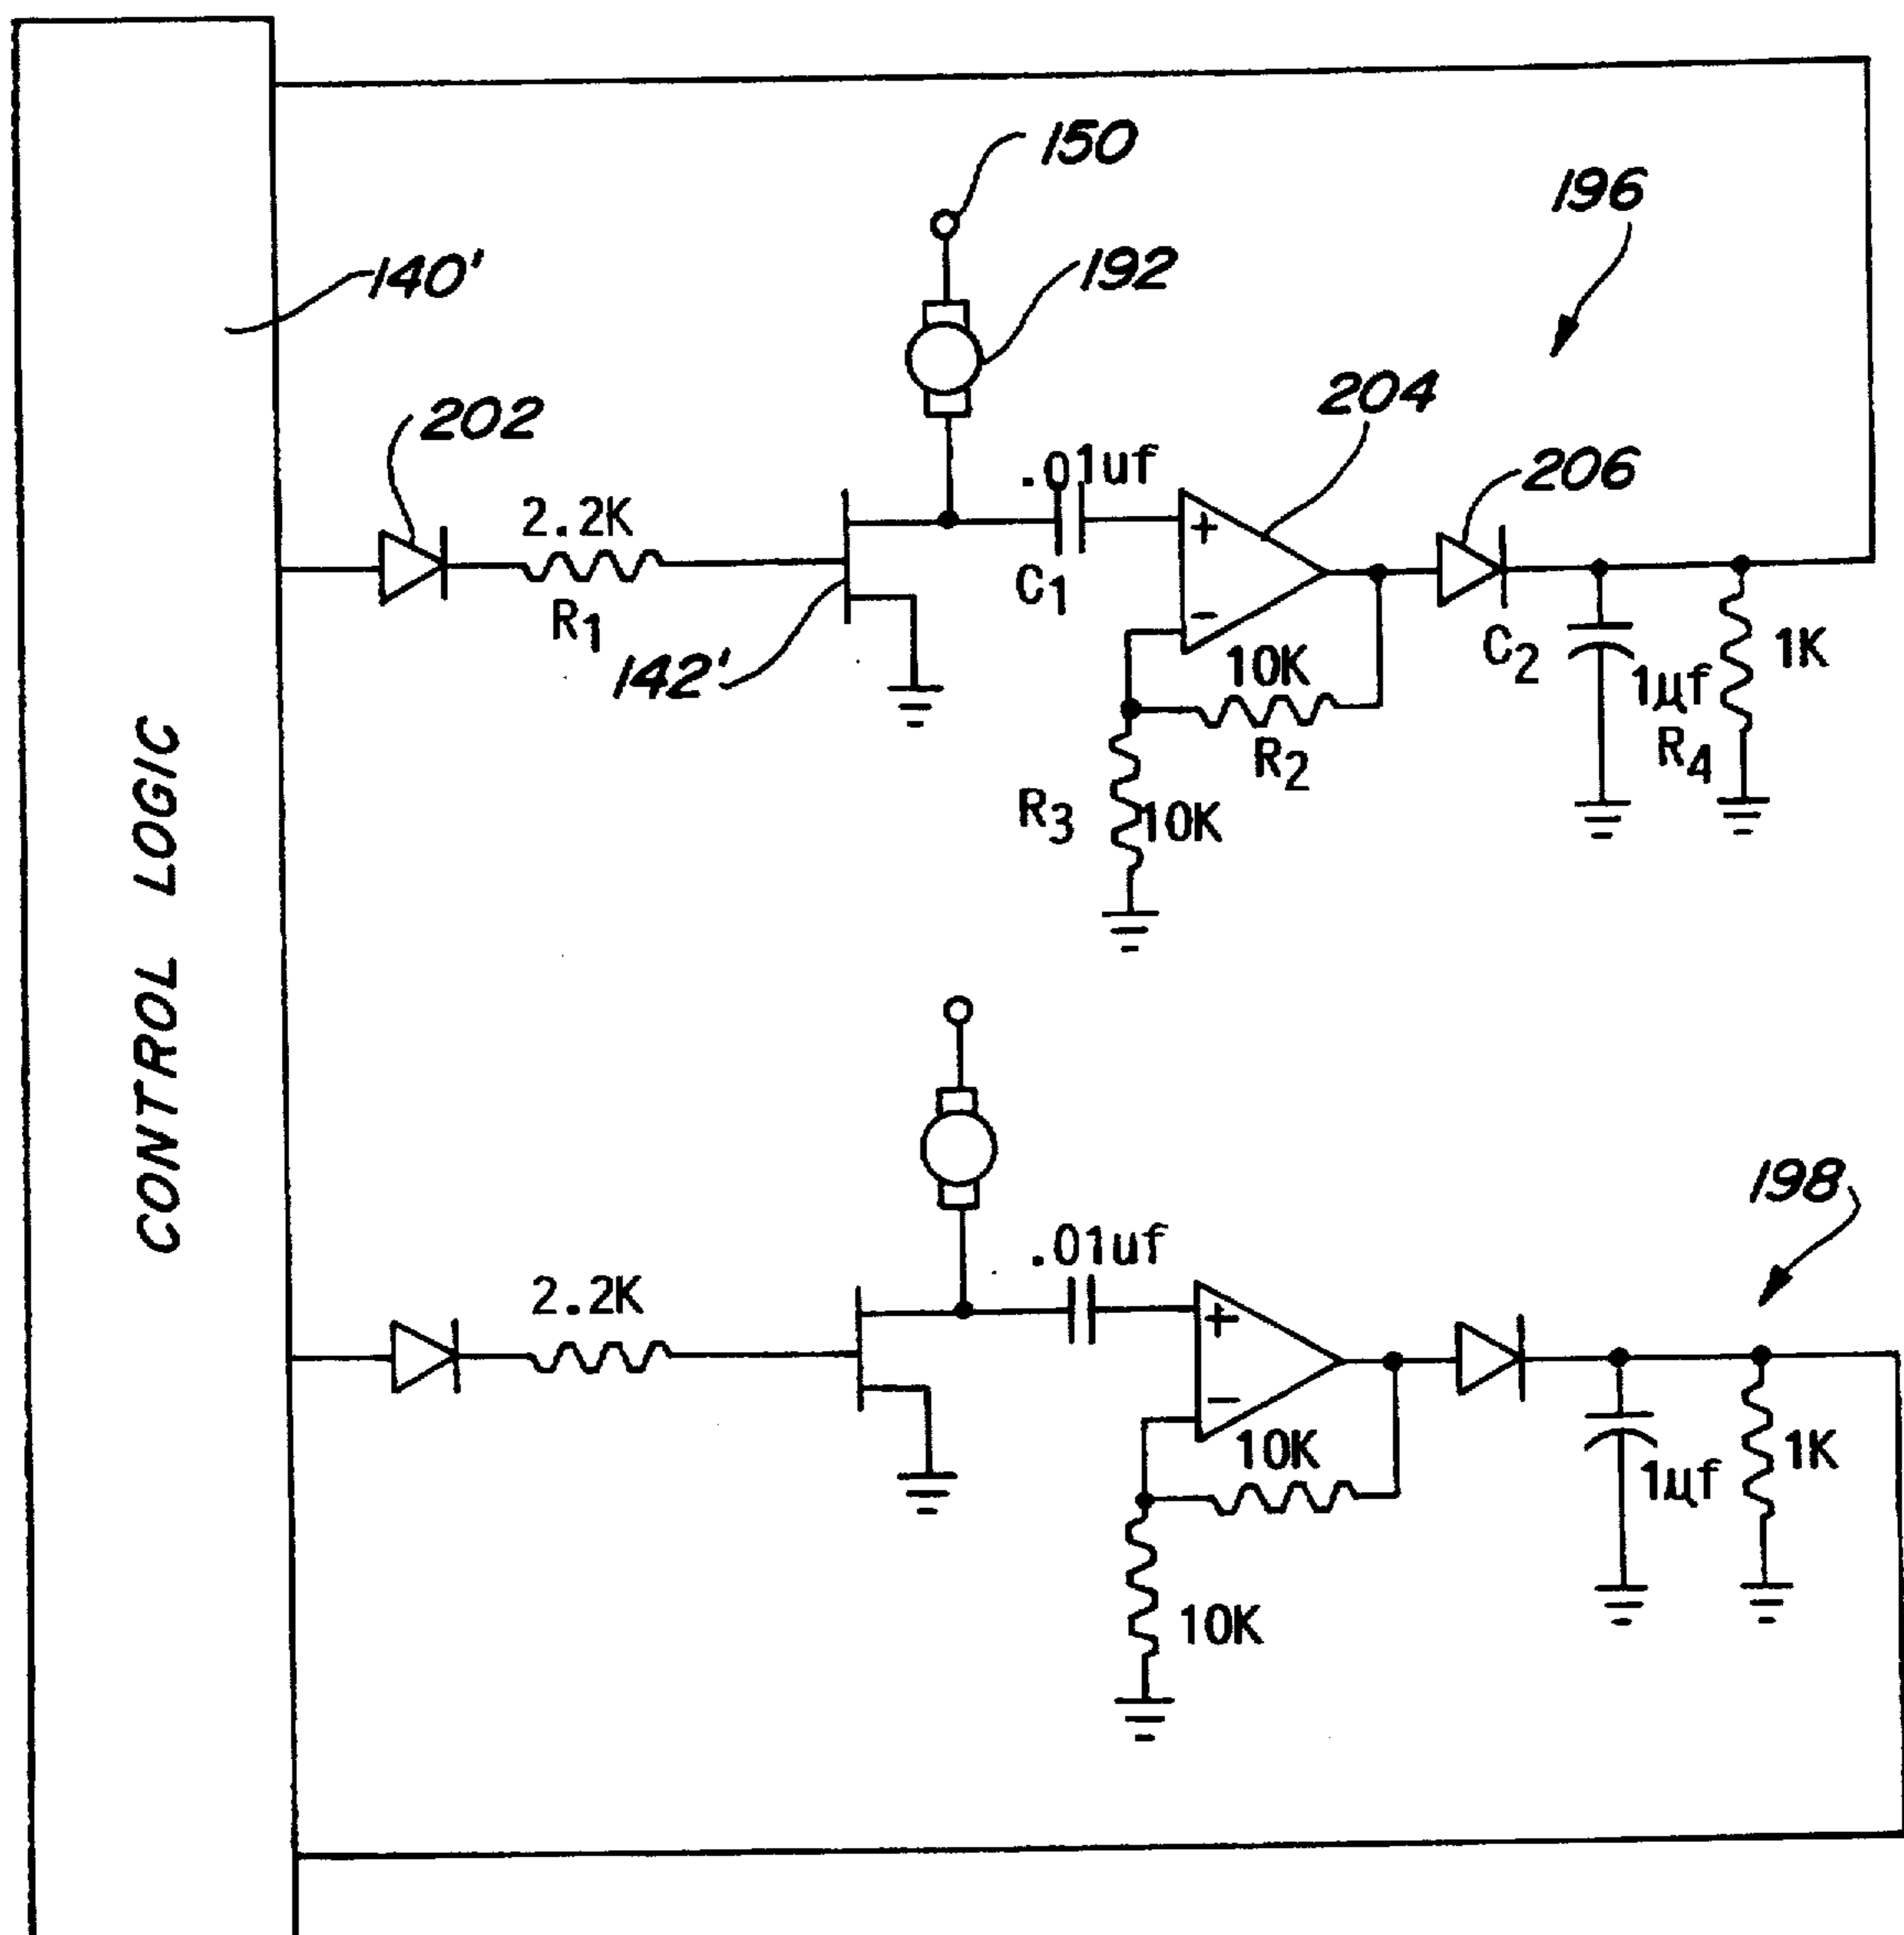 150
196
140'
192
202
204
.01uf
206
2.2K
+
C1
R1
−
142'
10K
C2
1µf
1K
R2
R4
R3
10K
CONTROL LOGIC
198
.01uf
2.2K
+
−
10K
1µf
1K
10K